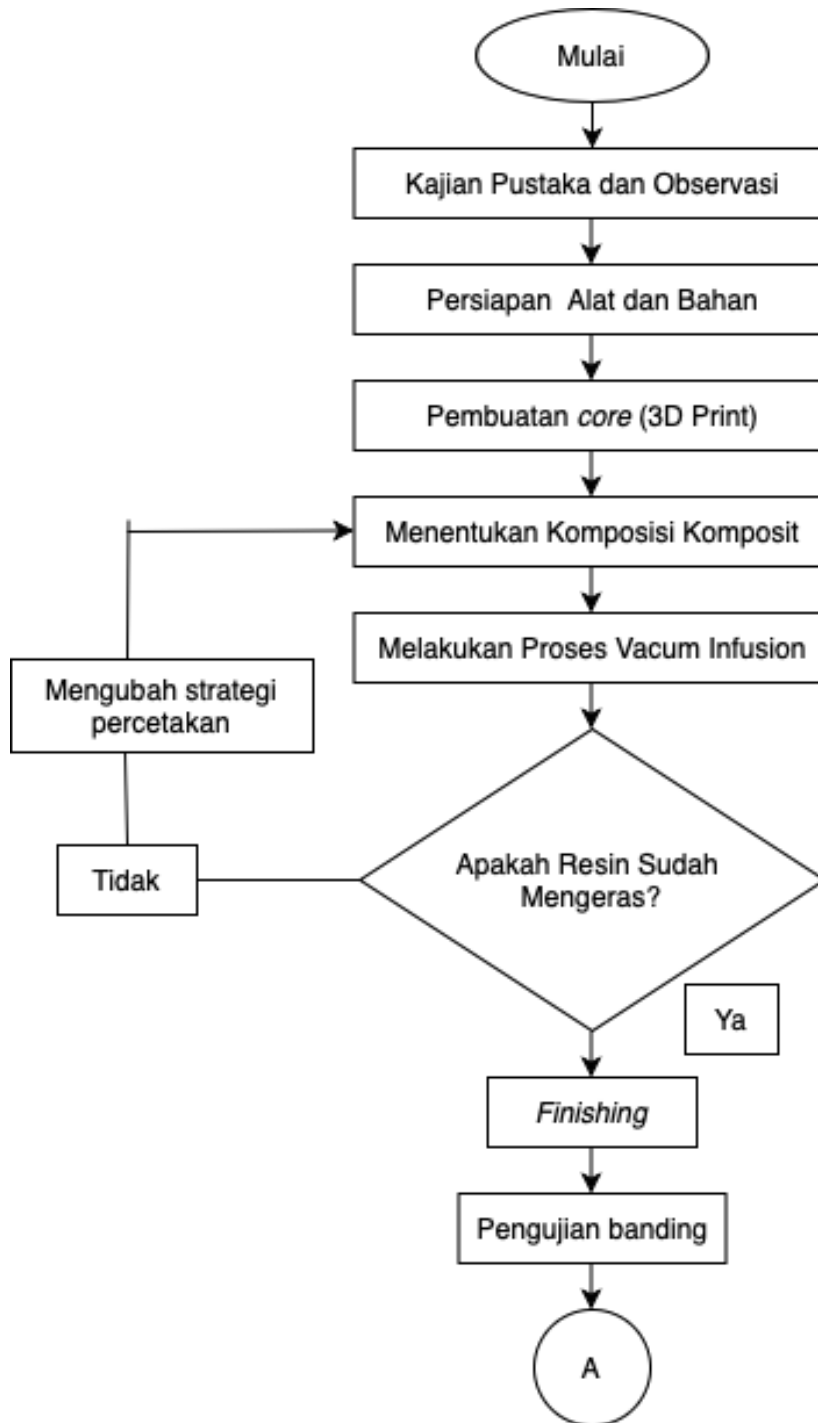 Mulai
Kajian Pustaka dan Observasi
Persiapan Alat dan Bahan
Pembuatan core (3D Print)
Menentukan Komposisi Komposit
Melakukan Proses Vacum Infusion
Mengubah strategi
percetakan
Apakah Resin Sudah
Mengeras?
Tidak
Ya
Finishing
Pengujian banding
A